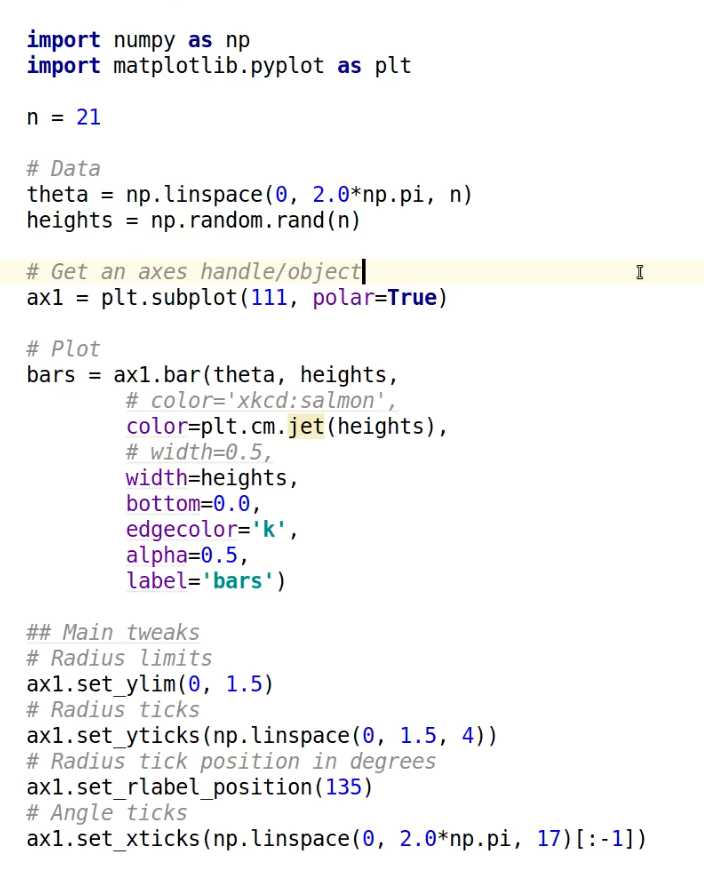 import numpy as np
import matplotlib.pyplot as plt
n = 21
# Data
theta = np.linspace(0, 2.0*np.pi, n)
heights = np.random.rand(n)
# Get an axes handle/object
ax1 = plt.subplot(111, polar=True)
# Plot
bars = ax1.bar(theta, heights,
        # color='xkcd:salmon',
        color=plt.cm.jet(heights),
        # width=0.5,
        width=heights,
        bottom=0.0,
        edgecolor='k',
        alpha=0.5,
        label='bars')
## Main tweaks
# Radius limits
ax1.set_ylim(0, 1.5)
# Radius ticks
ax1.set_yticks(np.linspace(0, 1.5, 4))
# Radius tick position in degrees
ax1.set_rlabel_position(135)
# Angle ticks
ax1.set_xticks(np.linspace(0, 2.0*np.pi, 17)[:-1])